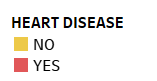 HEART DISEASE
NO
YES